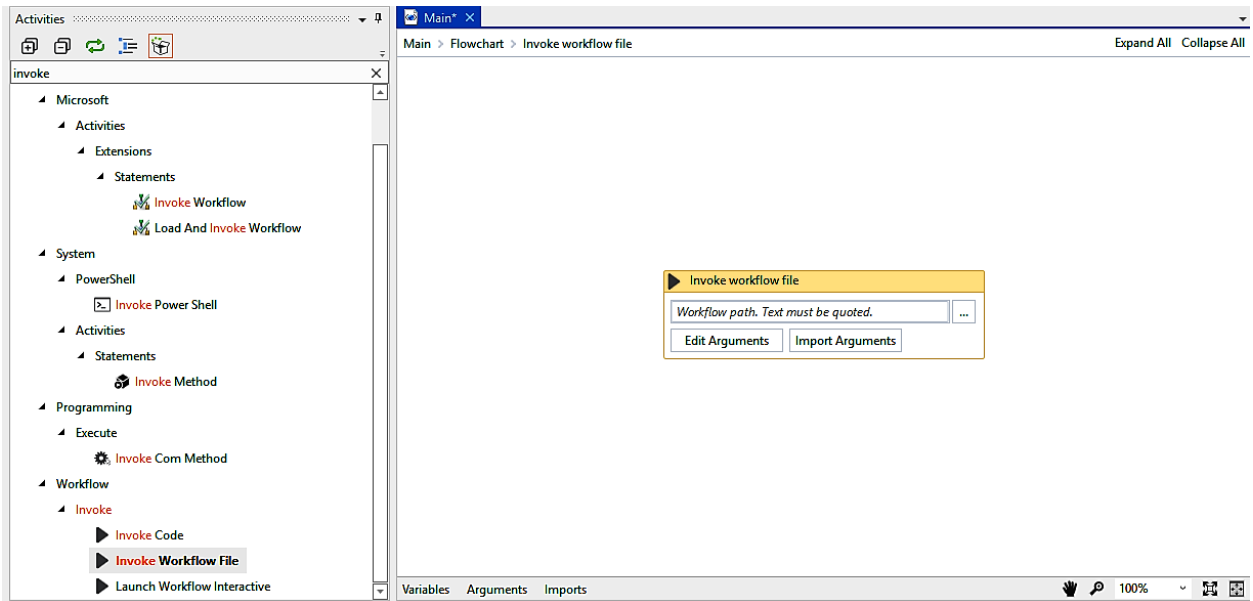 Activities
invoke
Microsoft
Activities
Extensions
Statements
Invoke Workflow
Load And Invoke Workflow
System
PowerShell
Invoke Power Shell
Activities
Statements
Invoke Method
Programming
Execute
Invoke Com Method
Workflow
Invoke
Invoke Code
Invoke Workflow File
Launch Workflow Interactive
Main*
Main > Flowchart > Invoke workflow file
Expand All Collapse All
Invoke workflow file
Workflow path. Text must be quoted.
...
Edit Arguments Import Arguments
Variables Arguments Imports
100%